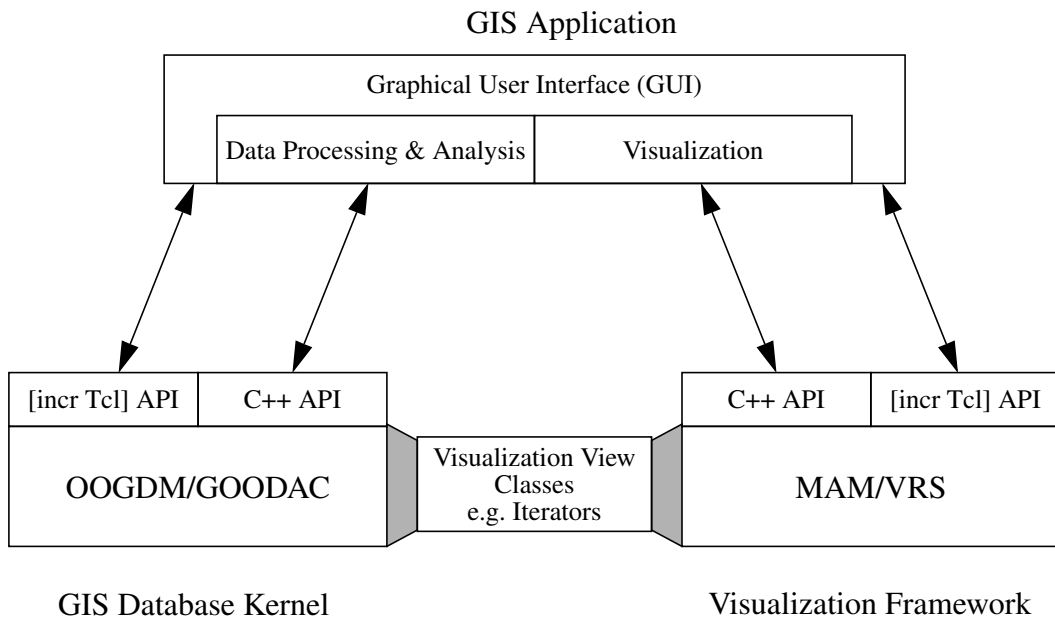 GIS Application
Graphical User Interface (GUI)
Data Processing & Analysis
Visualization
[incr Tcl] API
C++ API
C++ API
[incr Tcl] API
OOGDM/GOODAC
Visualization View
Classes
e.g. Iterators
MAM/VRS
GIS Database Kernel
Visualization Framework